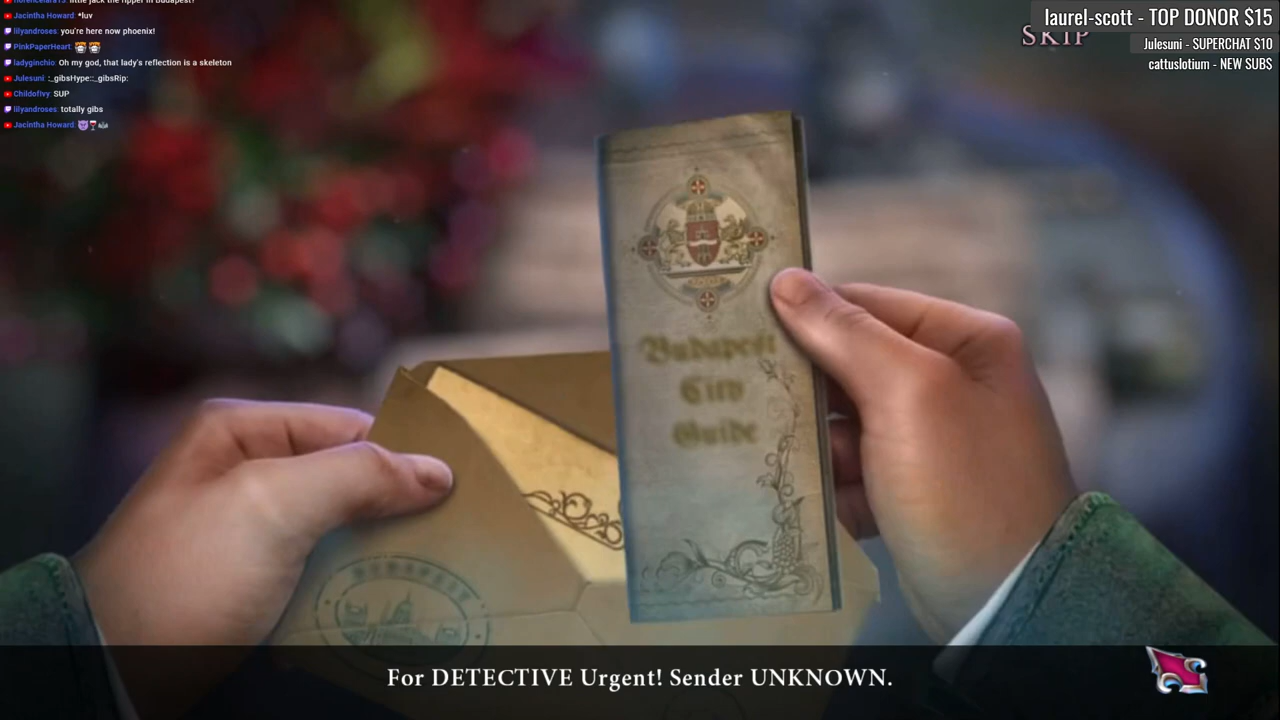 Jacintha Howard: *luv
lilyandroses: you're here now phoenix!
PinkPaperHeart:
ladyginchio: Oh my god, that lady's reflection is a skeleton
Julesuni: :_gibsHype::_gibsRip:
ChildofIvy: SUP
lilyandroses: totally gibs
Jacintha Howard:
laurel-scott - TOP DONOR $15
SKIP
Julesuni - SUPERCHAT $10
cattuslotium - NEW SUBS
Budapest
City
Guide
BUDAPEST
For DETECTIVE Urgent! Sender UNKNOWN.